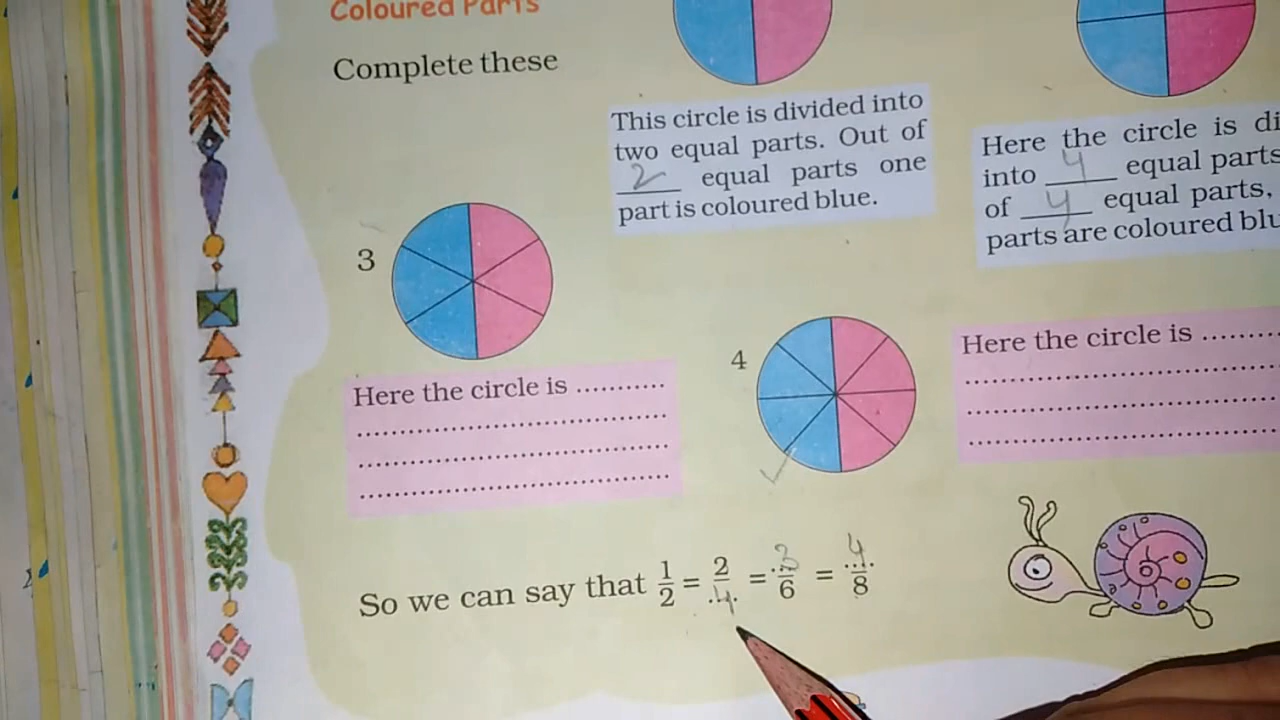 Coloured Parts
Complete these
This circle is divided into
two equal parts. Out of
2 equal parts one
part is coloured blue.
Here the circle is di
into 4 equal parts
of 4 equal parts,
parts are coloured blu
3
Here the circle is ...........
4
Here the circle is ........
So we can say that 1/2 = 2/4 = 3/6 = 4/8